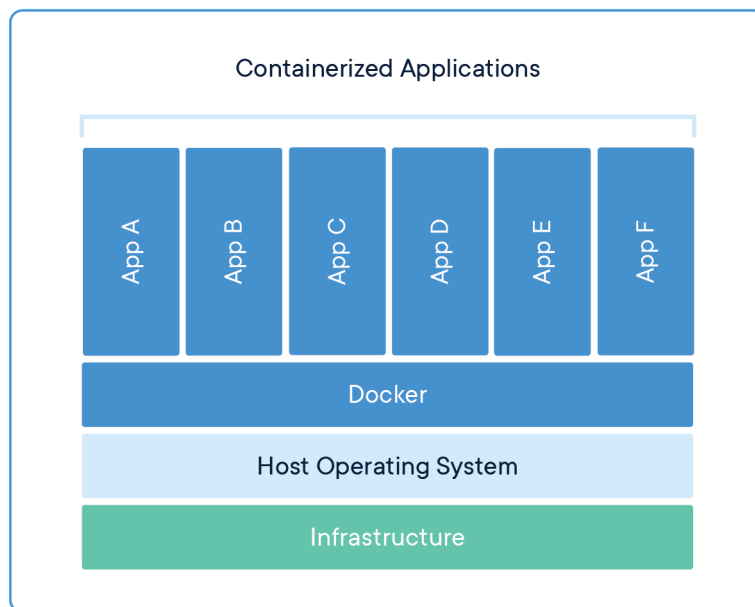 Containerized Applications
App A
App B
App C
App D
App E
App F
Docker
Host Operating System
Infrastructure